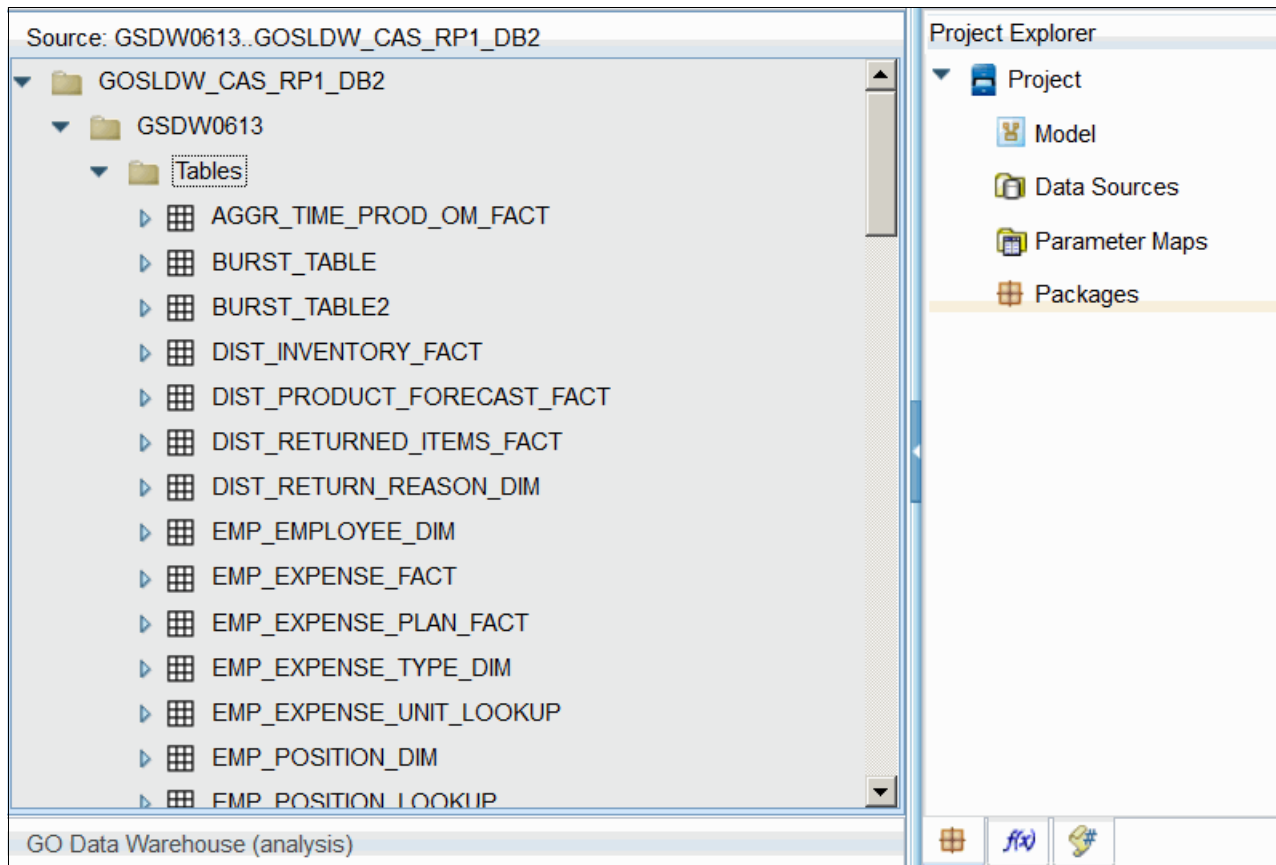 Source: GSDW0613..GOSLDW_CAS_RP1_DB2
GOSLDW_CAS_RP1_DB2
GSDW0613
Tables
AGGR_TIME_PROD_OM_FACT
BURST_TABLE
BURST_TABLE2
DIST_INVENTORY_FACT
DIST_PRODUCT_FORECAST_FACT
DIST_RETURNED_ITEMS_FACT
DIST_RETURN_REASON_DIM
EMP_EMPLOYEE_DIM
EMP_EXPENSE_FACT
EMP_EXPENSE_PLAN_FACT
EMP_EXPENSE_TYPE_DIM
EMP_EXPENSE_UNIT_LOOKUP
EMP_POSITION_DIM
EMP_POSITION_LOOKUP
GO Data Warehouse (analysis)
Project Explorer
Project
Model
Data Sources
Parameter Maps
Packages
f(x)
#